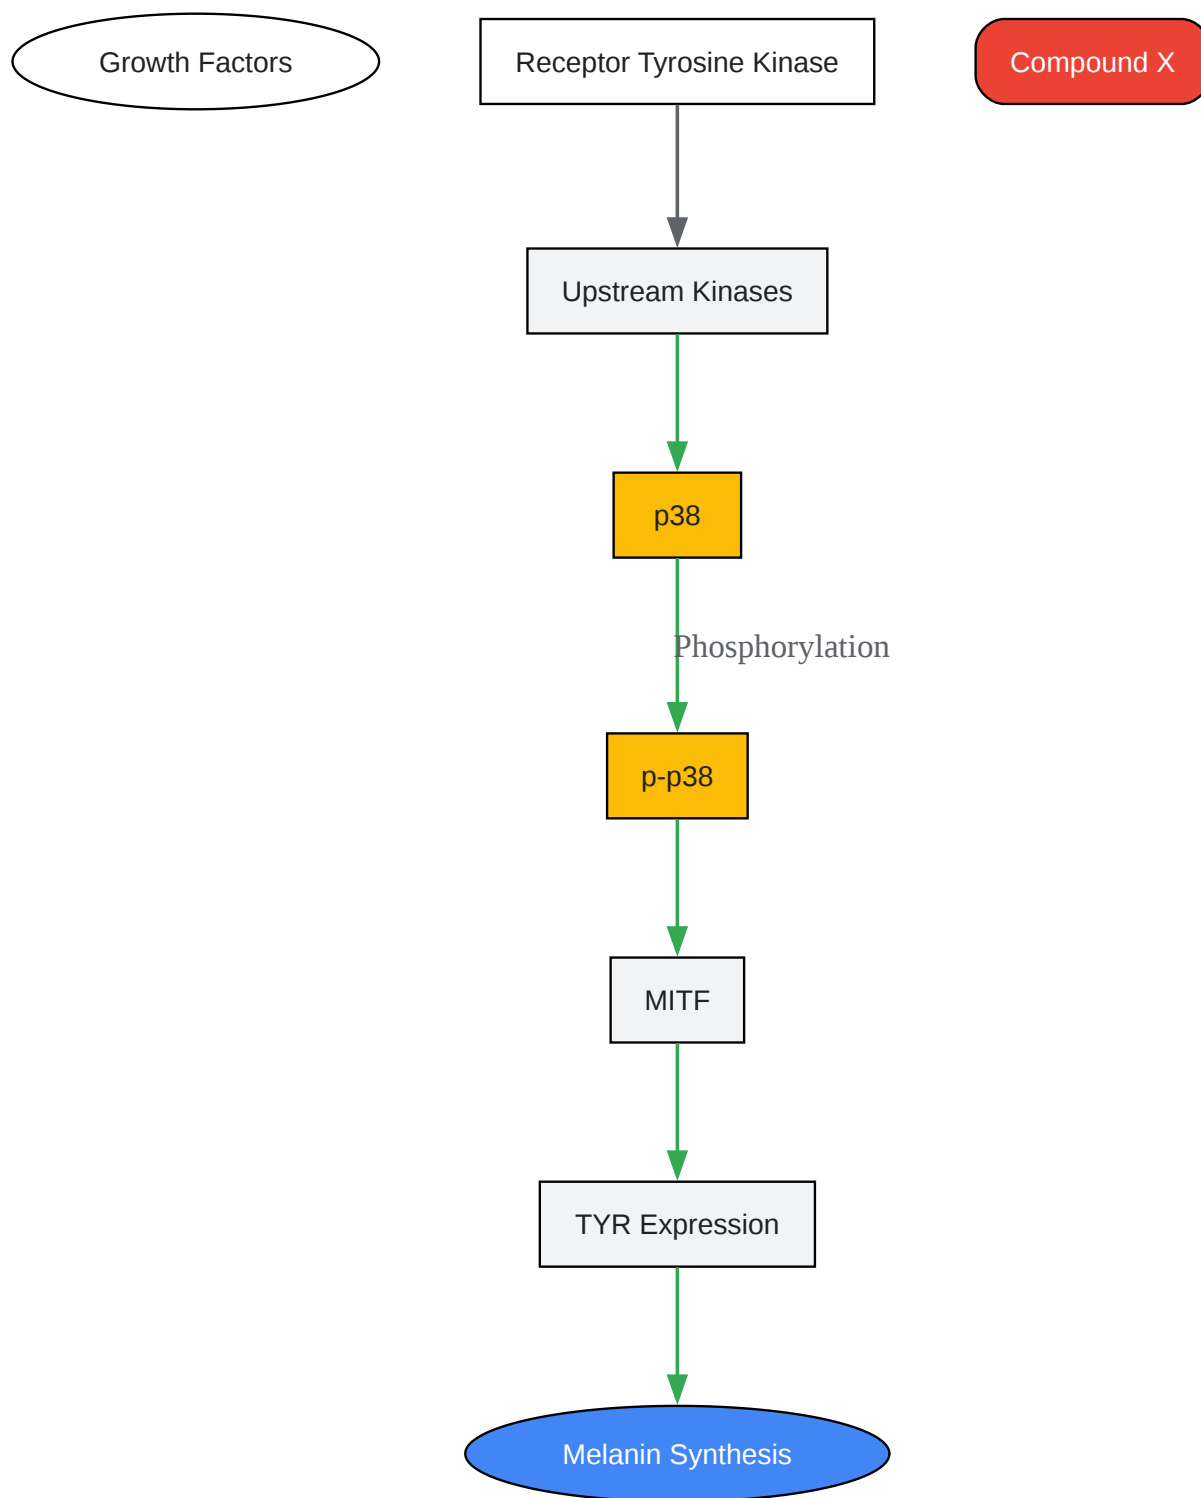 Growth Factors
Receptor Tyrosine Kinase
Compound X
Upstream Kinases
p38
Phosphorylation
p-p38
MITF
TYR Expression
Melanin Synthesis